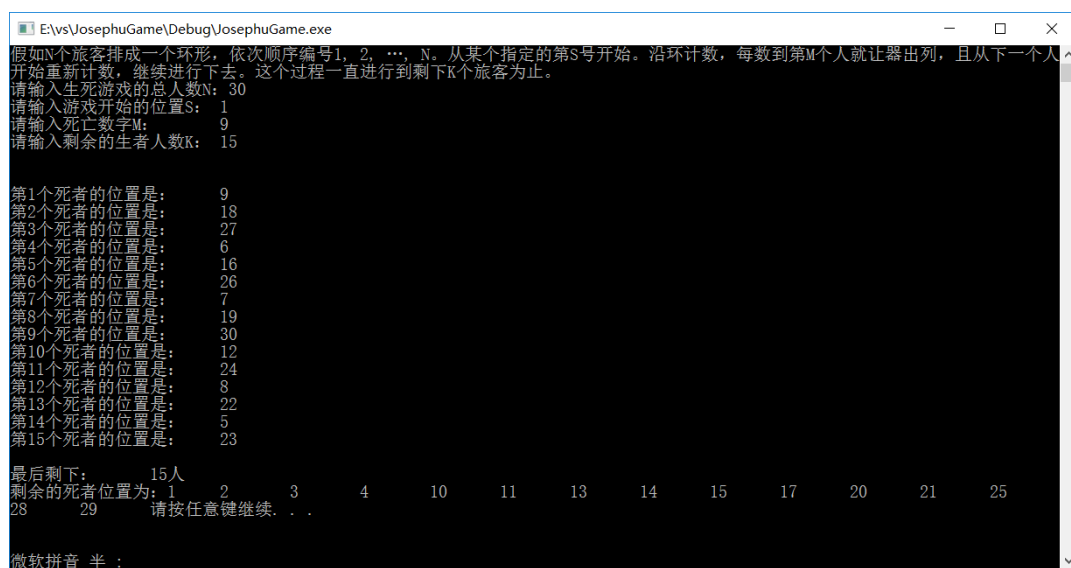 E:\vs\JosephuGame\Debug\JosephuGame.exe
假如N个旅客排成一个环形，依次顺序编号1, 2, …, N。从某个指定的第S号开始。沿环计数，每数到第M个人就让器出列，且从下一个人
开始重新计数，继续进行下去。这个过程一直进行到剩下K个旅客为止。
请输入生死游戏的总人数N: 30
请输入游戏开始的位置S: 1
请输入死亡数字M: 9
请输入剩余的生者人数K: 15
第1个死者的位置是: 9
第2个死者的位置是: 18
第3个死者的位置是: 27
第4个死者的位置是: 6
第5个死者的位置是: 16
第6个死者的位置是: 26
第7个死者的位置是: 7
第8个死者的位置是: 19
第9个死者的位置是: 30
第10个死者的位置是: 12
第11个死者的位置是: 24
第12个死者的位置是: 8
第13个死者的位置是: 22
第14个死者的位置是: 5
第15个死者的位置是: 23
最后剩下: 15人
剩余的死者位置为: 1 2 3 4 10 11 13 14 15 17 20 21 25
28 29 请按任意键继续. . .
微软拼音 半 :